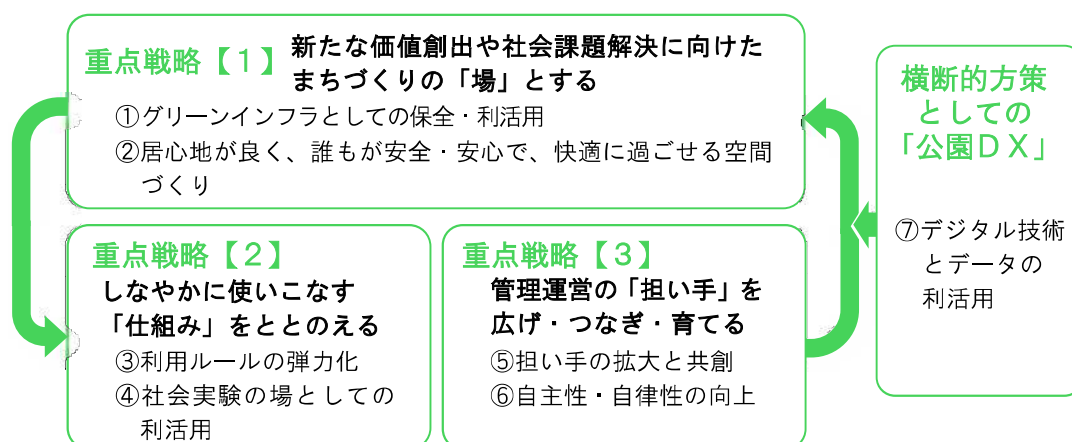 重点戦略【１】
新たな価値創出や社会課題解決に向けた
まちづくりの「場」とする
①グリーンインフラとしての保全・利活用
②居心地が良く、誰もが安全・安心で、快適に過ごせる空間
づくり
重点戦略【２】
しなやかに使いこなす
「仕組み」をととのえる
③利用ルールの弾力化
④社会実験の場としての
利活用
重点戦略【３】
管理運営の「担い手」を
広げ・つなぎ・育てる
⑤担い手の拡大と共創
⑥自主性・自律性の向上
横断的方策
としての
「公園ＤＸ」
⑦デジタル技術
とデータの
利活用